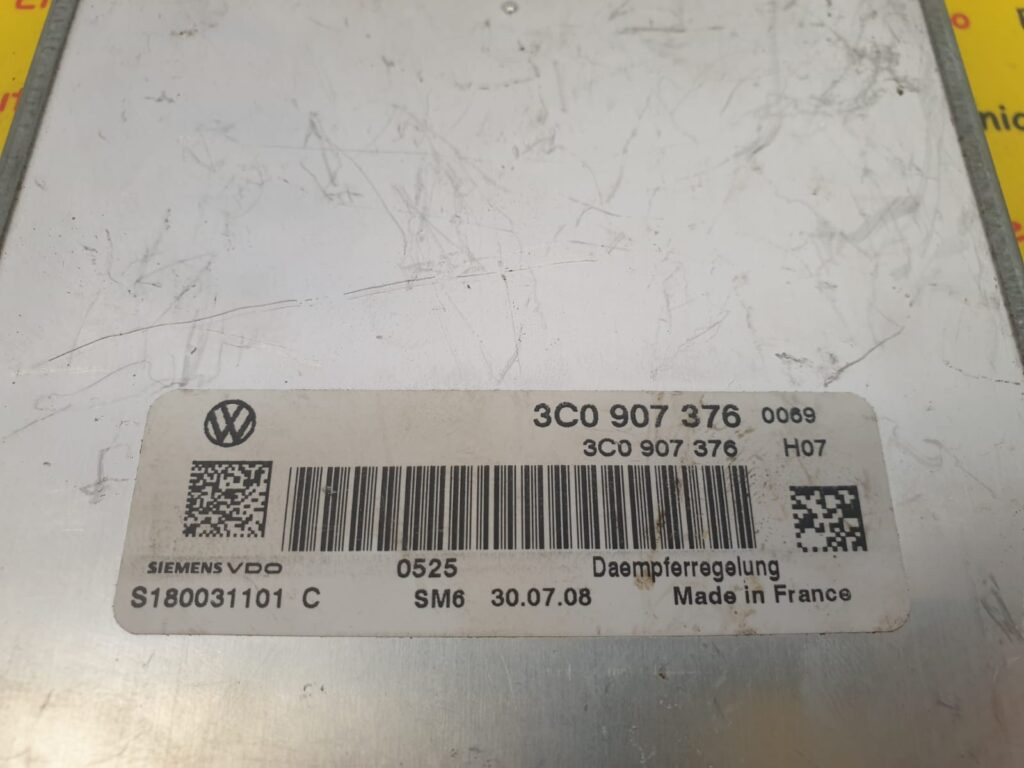 3C0 907 376 0069
3C0 907 376 H07
SIEMENS VDO 0525 Daempferregelung
S180031101 C SM6 30.07.08 Made in France